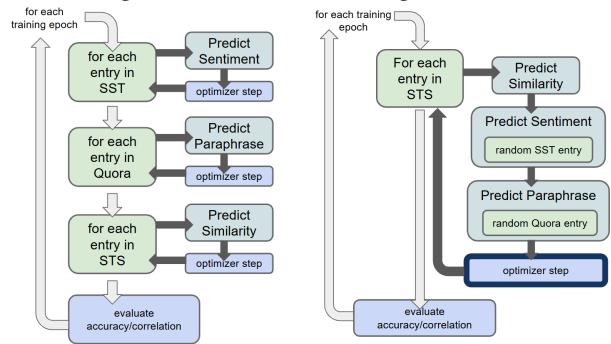 for each
training epoch
for each
entry in
SST
Predict
Sentiment
optimizer step
for each
entry in
Quora
Predict
Paraphrase
optimizer step
for each
entry in
STS
Predict
Similarity
optimizer step
evaluate
accuracy/correlation
for each training
epoch
For each
entry in
STS
Predict
Similarity
Predict Sentiment
random SST entry
Predict Paraphrase
random Quora entry
optimizer step
evaluate
accuracy/correlation